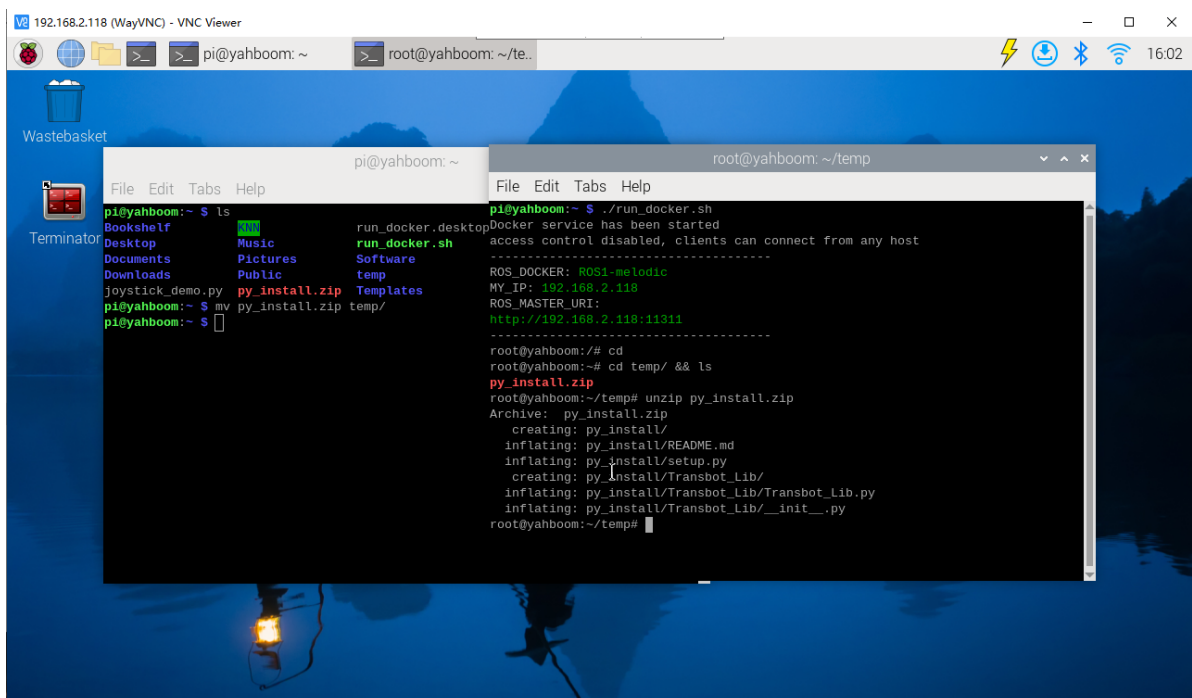 192.168.2.118 (WayVNC) - VNC Viewer
pi@yahboom: ~
root@yahboom: ~/te..
16:02
Wastebasket
Terminator
pi@yahboom: ~
File Edit Tabs Help
pi@yahboom:~ $ ls
Bookshelf KNN run_docker.desktop
Desktop Music run_docker.sh
Documents Pictures Software
Downloads Public temp
joystick_demo.py py_install.zip Templates
pi@yahboom:~ $ mv py_install.zip temp/
pi@yahboom:~ $
root@yahboom: ~/temp
File Edit Tabs Help
pi@yahboom:~ $ ./run_docker.sh
Docker service has been started
access control disabled, clients can connect from any host
---------------------------------------
ROS_DOCKER: ROS1-melodic
MY_IP: 192.168.2.118
ROS_MASTER_URI:
http://192.168.2.118:11311
---------------------------------------
root@yahboom:/# cd
root@yahboom:~# cd temp/ && ls
py_install.zip
root@yahboom:~/temp# unzip py_install.zip
Archive:  py_install.zip
   creating: py_install/
  inflating: py_install/README.md
  inflating: py_install/setup.py
   creating: py_install/Transbot_Lib/
  inflating: py_install/Transbot_Lib/Transbot_Lib.py
  inflating: py_install/Transbot_Lib/__init__.py
root@yahboom:~/temp#